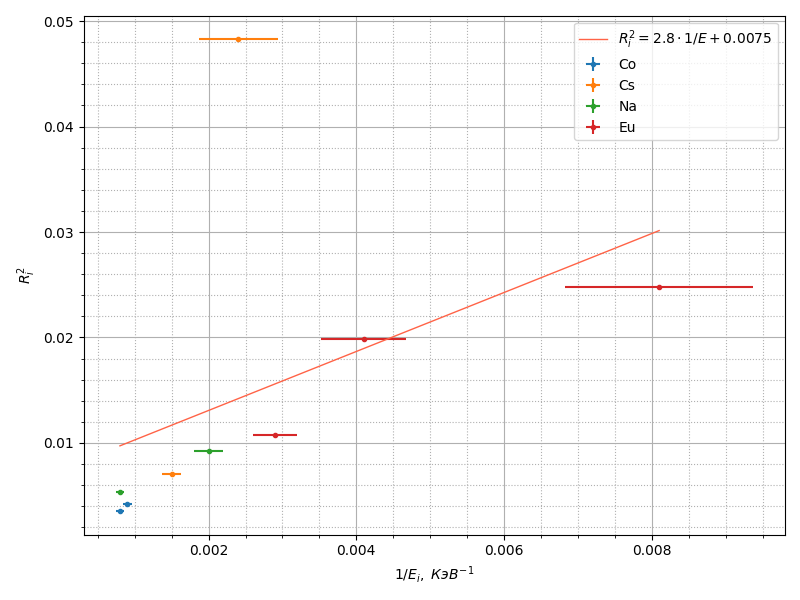 0.05
0.04
0.03
0.02
0.01
R_i^2
R_i^2 = 2.8 · 1/E + 0.0075
Co
Cs
Na
Eu
0.002 0.004 0.006 0.008
1/E_i, КэВ^{-1}